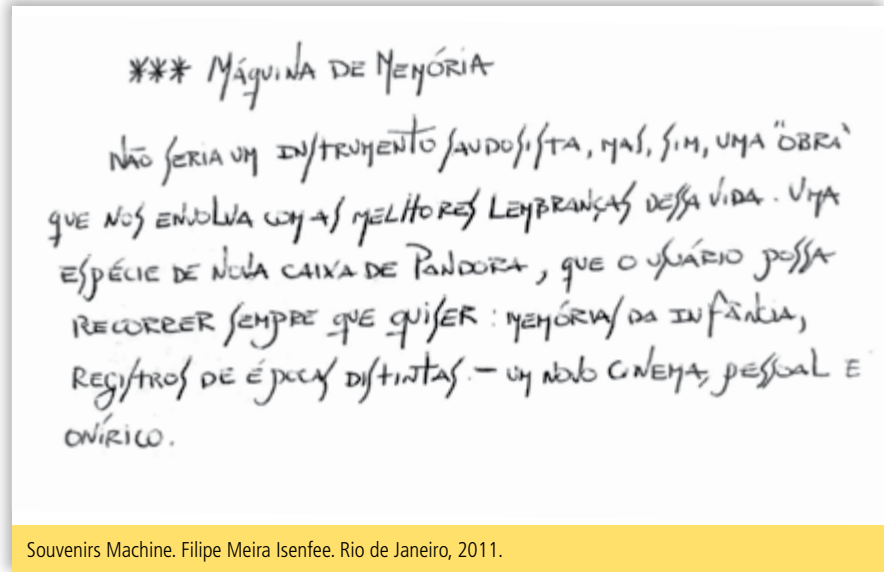 *** MÁQUINA DE MEMÓRIA
NÃO SERIA UM INSTRUMENTO SAUDOSISTA, MAS, SIM, UMA "OBRA"
QUE NOS ENVOLVA COM AS MELHORES LEMBRANÇAS DESSA VIDA. UMA
ESPÉCIE DE NOVA CAIXA DE PANDORA, QUE O USUÁRIO POSSA
RECORRER SEMPRE QUE QUISER: MEMÓRIAS DA INFÂNCIA,
REGISTROS DE ÉPOCAS DISTINTAS. – UM NOVO CINEMA, PESSOAL E
ONÍRICO.
Souvenirs Machine. Filipe Meira Isenfee. Rio de Janeiro, 2011.